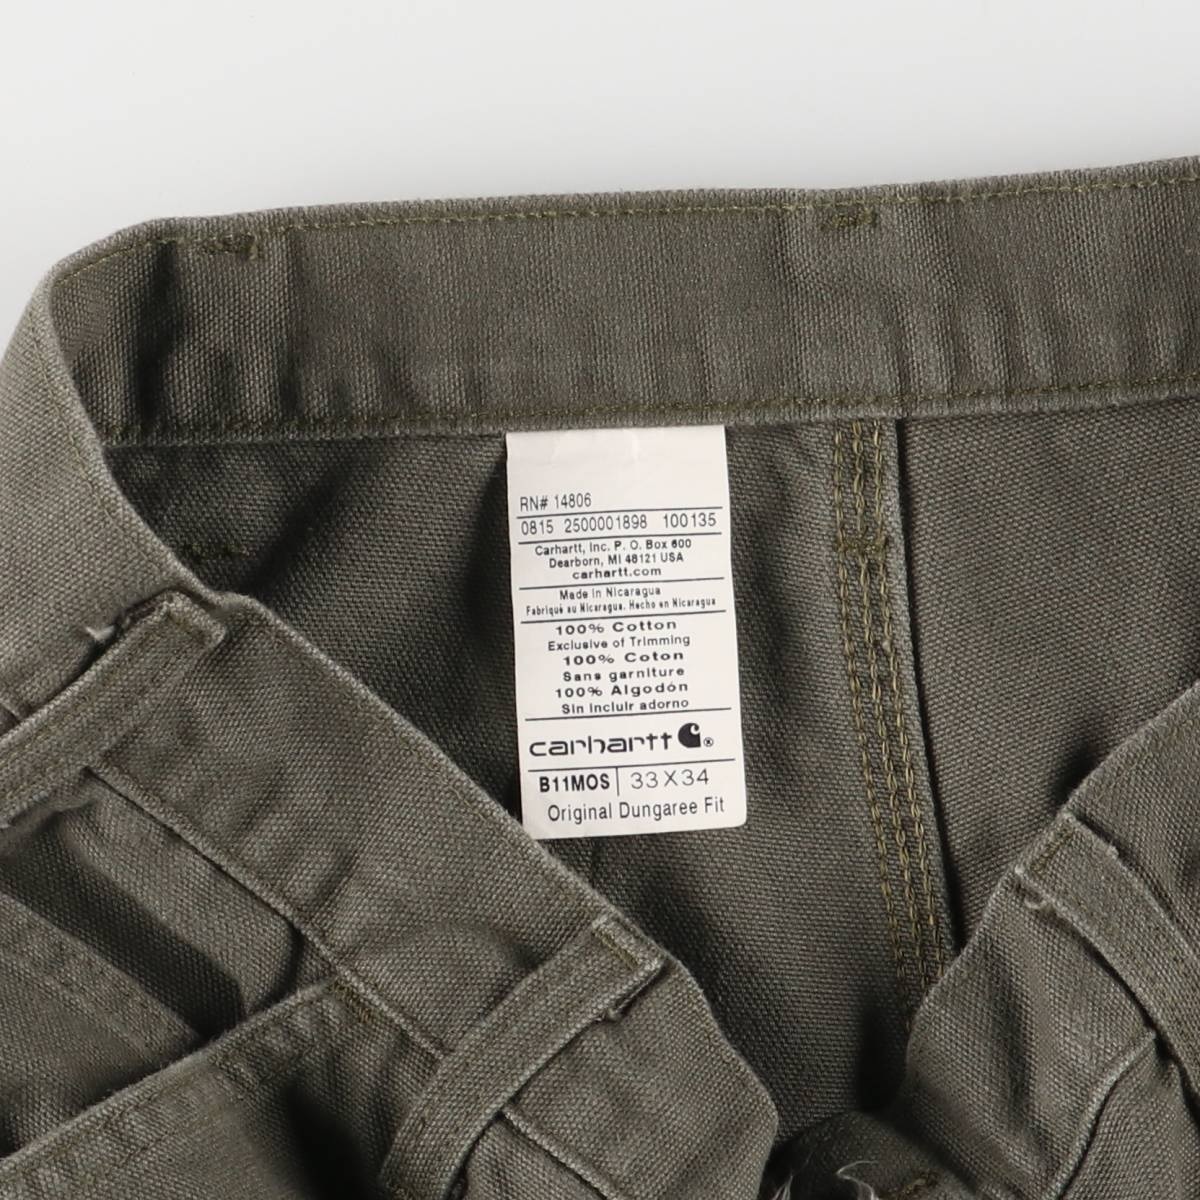 RN# 14806
0815 2500001898 100135
Carhartt, Inc. P. O. Box 600
Dearborn, MI 48121 USA
carhartt.com
Made in Nicaragua
Fabriqué au Nicaragua. Hecho en Nicaragua
100% Cotton
Exclusive of Trimming
100% Coton
Sans garniture
100% Algodón
Sin incluir adorno
carhartt ®
B11MOS 33X34
Original Dungaree Fit